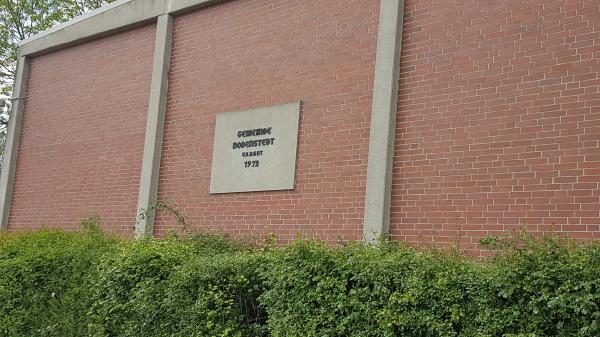 GEMEINDE
BODENSTEDT
ERBAUT
1972